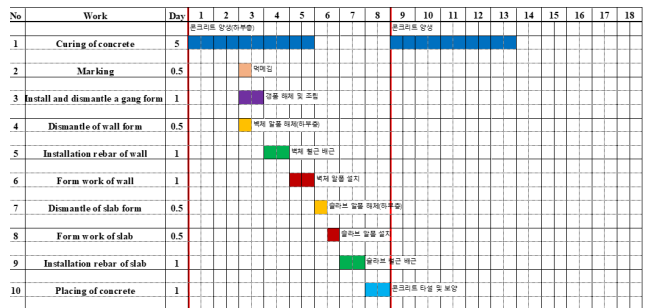 No Work Day 1 2 3 4 5 6 7 8 9 10 11 12 13 14 15 16 17 18
콘크리트 양생(하부층) 콘크리트 양생
1 Curing of concrete 5
2 Marking 0.5 먹메김
3 Install and dismantle a gang form 1 갱폼 해체 및 조립
4 Dismantle of wall form 0.5 벽체 알폼 해체(하부층)
5 Installation rebar of wall 1 벽체 철근 배근
6 Form work of wall 1 벽체 알폼 설치
7 Dismantle of slab form 0.5 슬라브 알폼 해체(하부층)
8 Form work of slab 0.5 슬라브 알폼 설치
9 Installation rebar of slab 1 슬라브 철근 배근
10 Placing of concrete 1 콘크리트 타설 및 보양